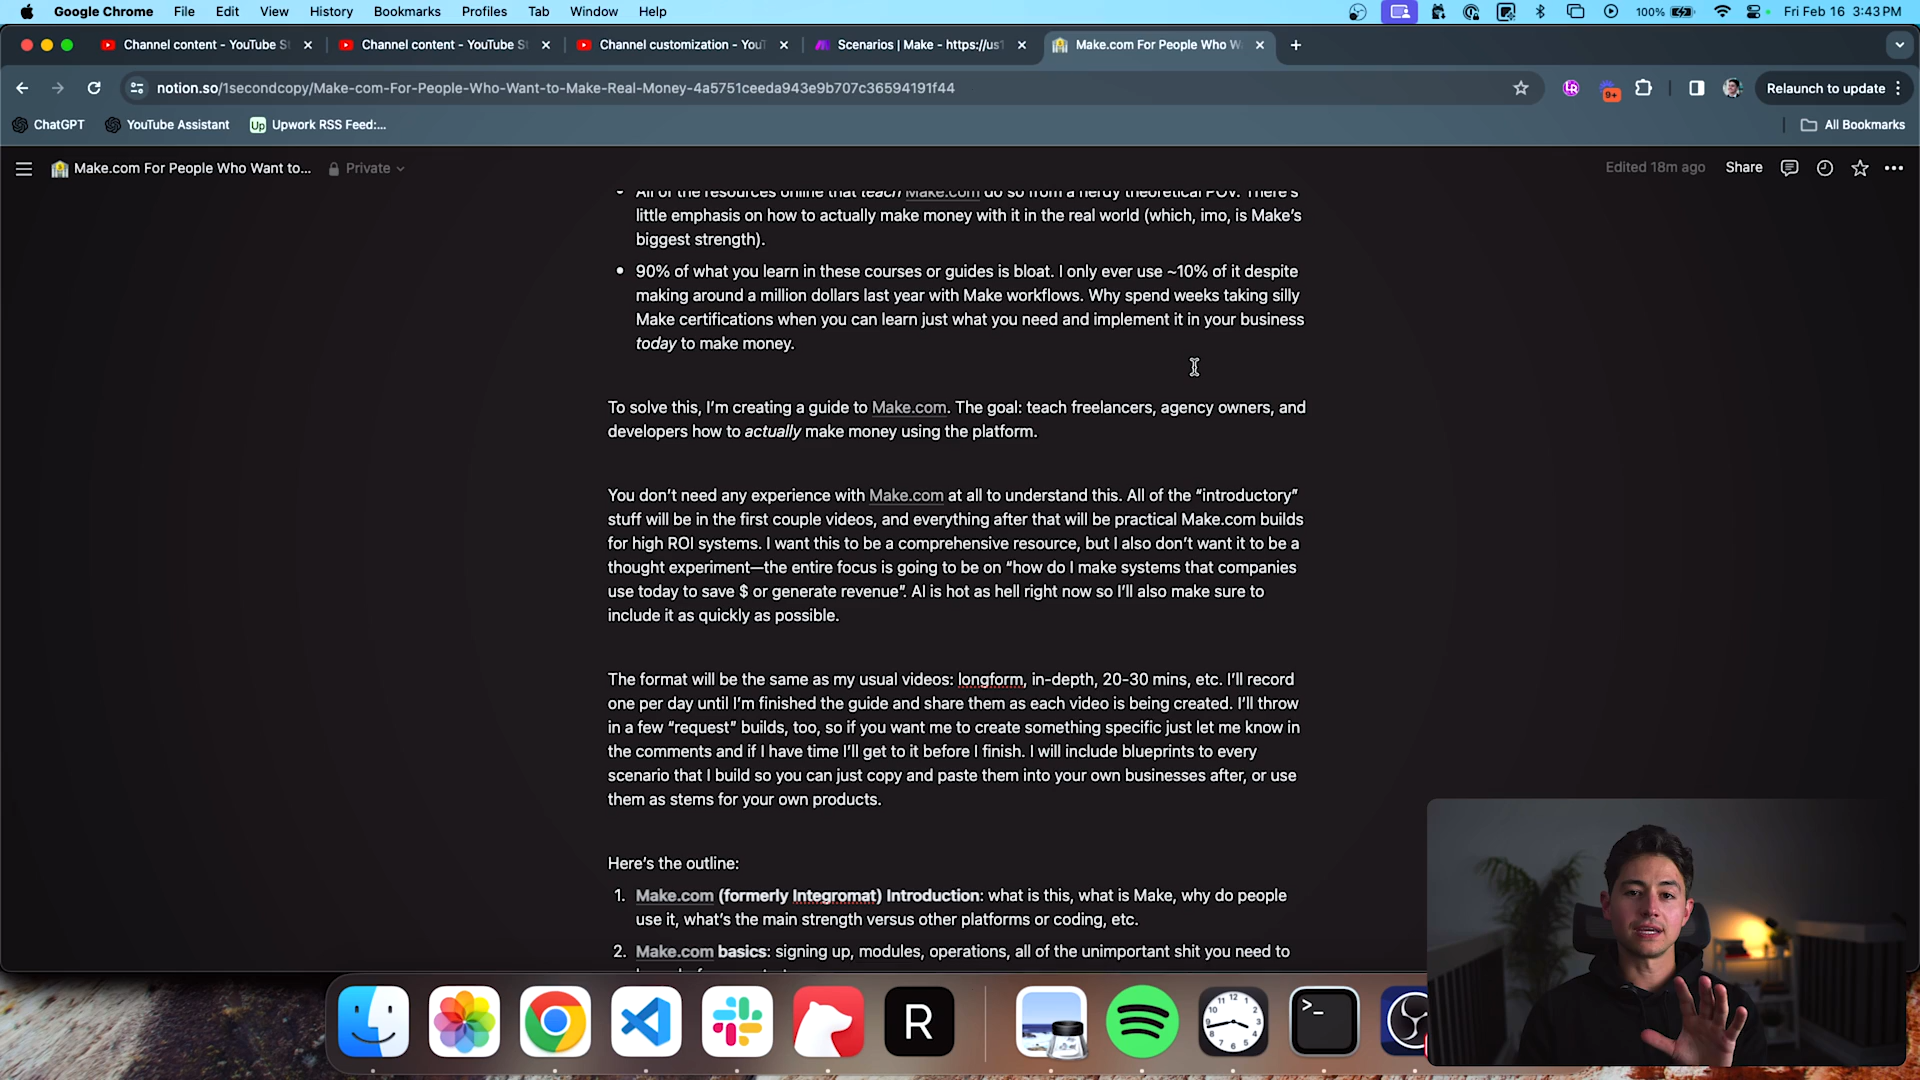 Google Chrome File Edit View History Bookmarks Profiles Tab Window Help
100% Fri Feb 16 3:43 PM
Channel content - YouTube S
Channel content - YouTube S
Channel customization - YouT
Scenarios | Make - https://us1
Make.com For People Who W
notion.so/1secondcopy/Make-com-For-People-Who-Want-to-Make-Real-Money-4a5751ceeda943e9b707c36594191f44
9+
Relaunch to update
ChatGPT YouTube Assistant Up Upwork RSS Feed:... All Bookmarks
Make.com For People Who Want to... Private Edited 18m ago Share
All of the resources online that teach Make.com do so from a nerdy theoretical POV. There's
little emphasis on how to actually make money with it in the real world (which, imo, is Make's
biggest strength).
90% of what you learn in these courses or guides is bloat. I only ever use ~10% of it despite
making around a million dollars last year with Make workflows. Why spend weeks taking silly
Make certifications when you can learn just what you need and implement it in your business
today to make money.
To solve this, I'm creating a guide to Make.com. The goal: teach freelancers, agency owners, and
developers how to actually make money using the platform.
You don't need any experience with Make.com at all to understand this. All of the “introductory”
stuff will be in the first couple videos, and everything after that will be practical Make.com builds
for high ROI systems. I want this to be a comprehensive resource, but I also don't want it to be a
thought experiment—the entire focus is going to be on “how do I make systems that companies
use today to save $ or generate revenue”. AI is hot as hell right now so I'll also make sure to
include it as quickly as possible.
The format will be the same as my usual videos: longform, in-depth, 20-30 mins, etc. I'll record
one per day until I'm finished the guide and share them as each video is being created. I'll throw
in a few “request” builds, too, so if you want me to create something specific just let me know in
the comments and if I have time I'll get to it before I finish. I will include blueprints to every
scenario that I build so you can just copy and paste them into your own businesses after, or use
them as stems for your own products.
Here's the outline:
1. Make.com (formerly Integromat) Introduction: what is this, what is Make, why do people
use it, what's the main strength versus other platforms or coding, etc.
2. Make.com basics: signing up, modules, operations, all of the unimportant shit you need to
R